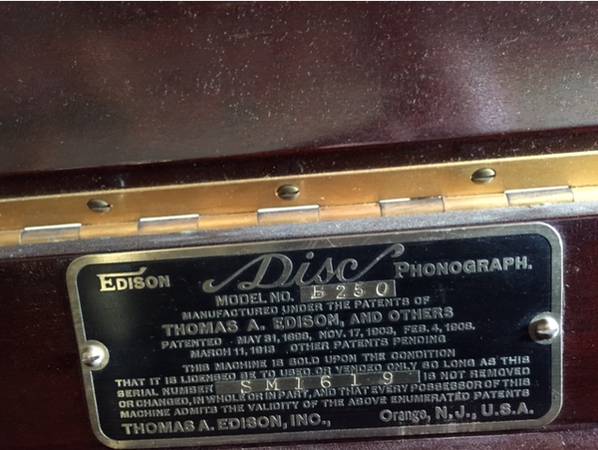 EDISON Disc PHONOGRAPH.
MODEL NO. B250
MANUFACTURED UNDER THE PATENTS OF
THOMAS A. EDISON, AND OTHERS
PATENTED MAY 31, 1898, NOV. 17, 1903, FEB. 4, 1908.
MARCH 11, 1913 OTHER PATENTS PENDING
THIS MACHINE IS SOLD UPON THE CONDITION
THAT IT IS LICENSED TO BE USED OR VENDED ONLY SO LONG AS THIS
SERIAL NUMBER SM1619 IS NOT REMOVED
OR CHANGED, IN WHOLE OR IN PART, AND THAT EVERY POSSESSOR OF THIS
MACHINE ADMITS THE VALIDITY OF THE ABOVE ENUMERATED PATENTS
THOMAS A. EDISON, INC., Orange, N.J., U.S.A.